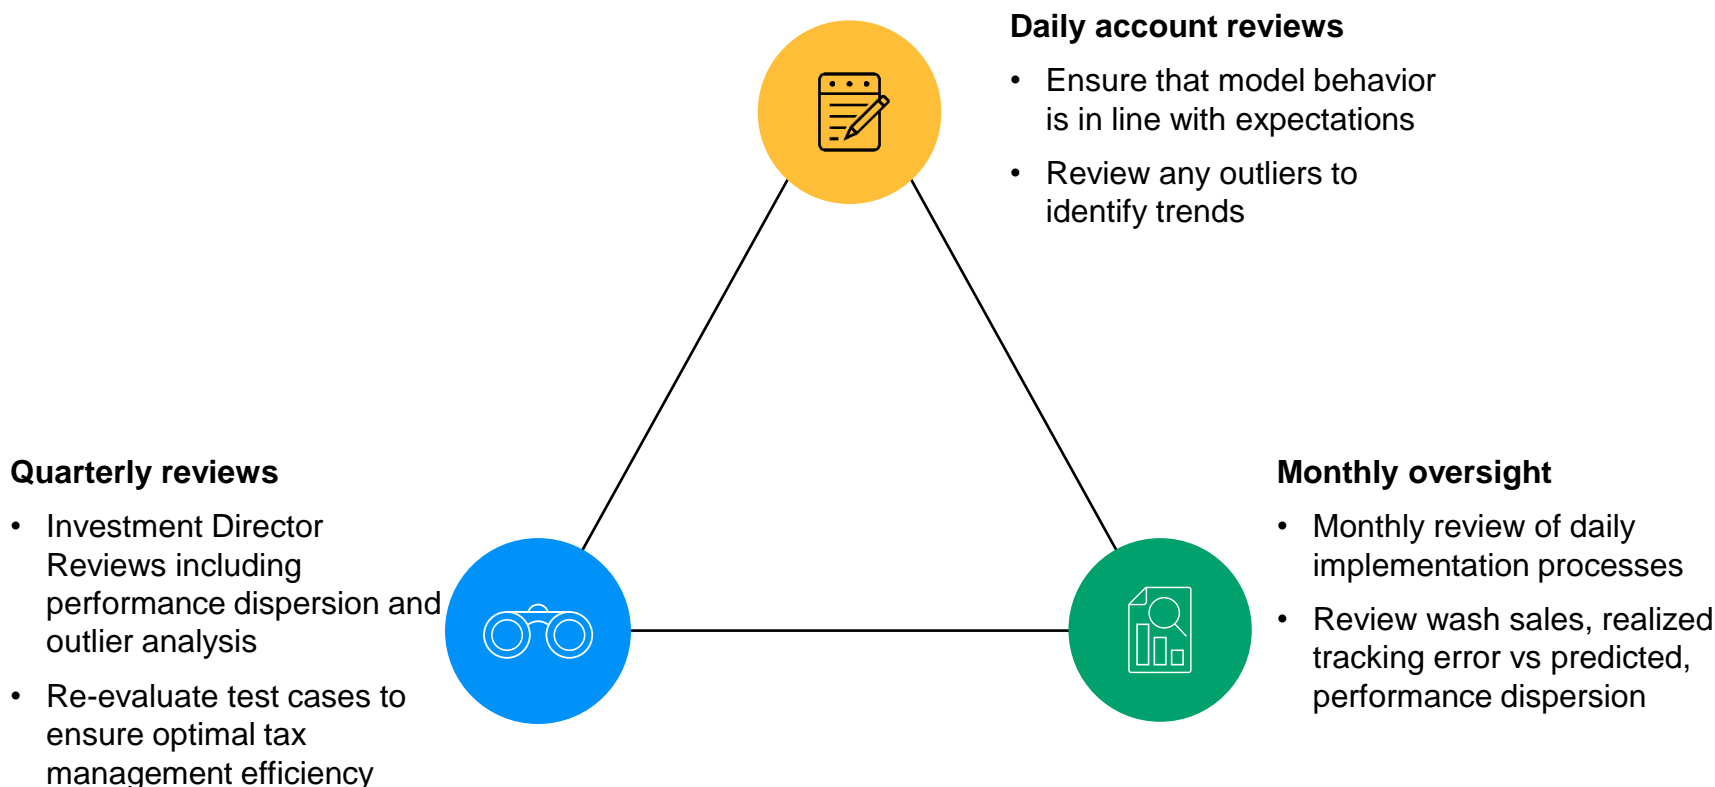 Daily account reviews
• Ensure that model behavior
is in line with expectations
• Review any outliers to
identify trends
Quarterly reviews
• Investment Director
Reviews including
performance dispersion and
outlier analysis
• Re-evaluate test cases to
ensure optimal tax
management efficiency
Monthly oversight
• Monthly review of daily
implementation processes
• Review wash sales, realized
tracking error vs predicted,
performance dispersion